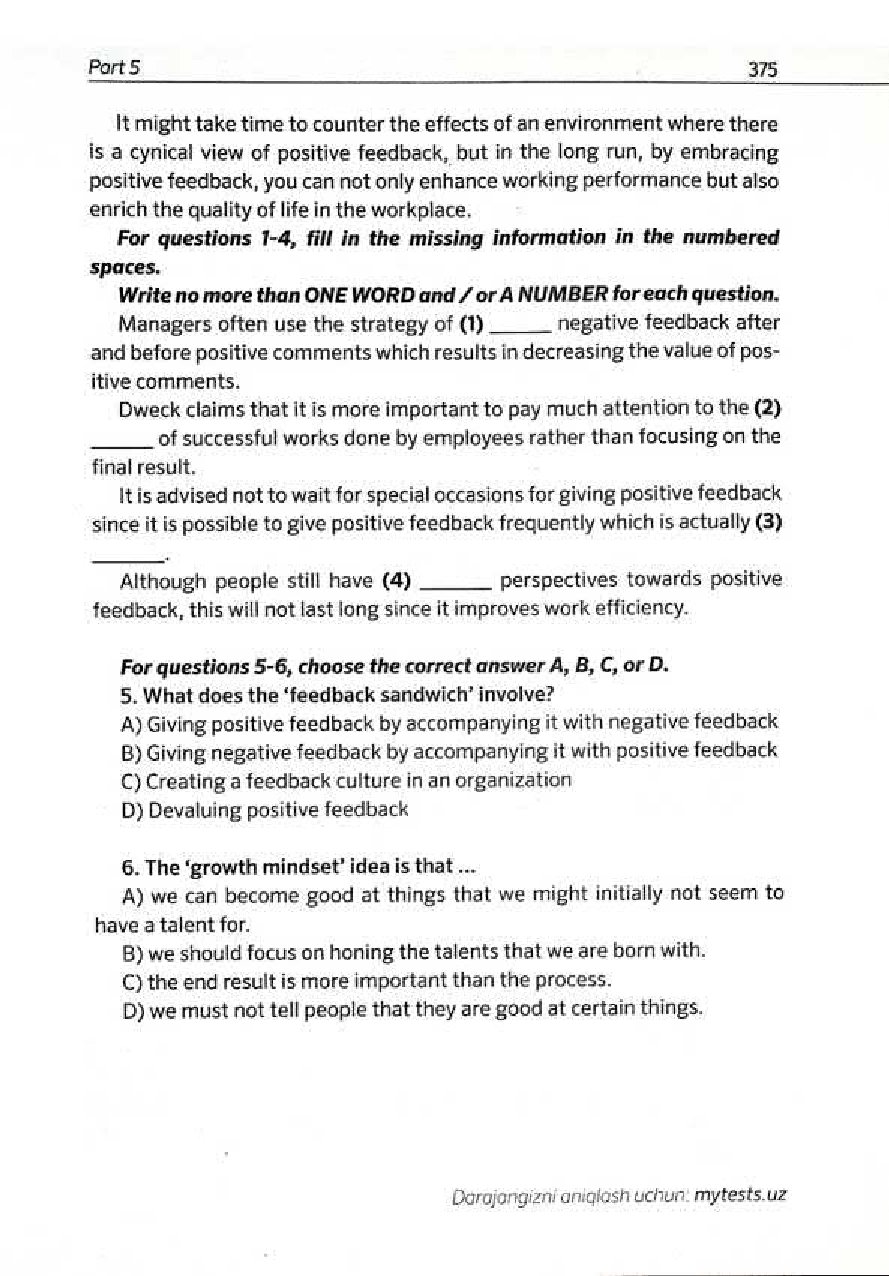 Part 5
375
It might take time to counter the effects of an environment where there
is a cynical view of positive feedback, but in the long run, by embracing
positive feedback, you can not only enhance working performance but also
enrich the quality of life in the workplace.
For questions 1-4, fill in the missing information in the numbered
spaces.
Write no more than ONE WORD and / or A NUMBER for each question.
Managers often use the strategy of (1) _____ negative feedback after
and before positive comments which results in decreasing the value of pos-
itive comments.
Dweck claims that it is more important to pay much attention to the (2)
_____ of successful works done by employees rather than focusing on the
final result.
It is advised not to wait for special occasions for giving positive feedback
since it is possible to give positive feedback frequently which is actually (3)
______.
Although people still have (4) ______ perspectives towards positive
feedback, this will not last long since it improves work efficiency.
For questions 5-6, choose the correct answer A, B, C, or D.
5. What does the ‘feedback sandwich’ involve?
A) Giving positive feedback by accompanying it with negative feedback
B) Giving negative feedback by accompanying it with positive feedback
C) Creating a feedback culture in an organization
D) Devaluing positive feedback
6. The ‘growth mindset’ idea is that ...
A) we can become good at things that we might initially not seem to
have a talent for.
B) we should focus on honing the talents that we are born with.
C) the end result is more important than the process.
D) we must not tell people that they are good at certain things.
Darajangizni aniqlash uchun: mytests.uz